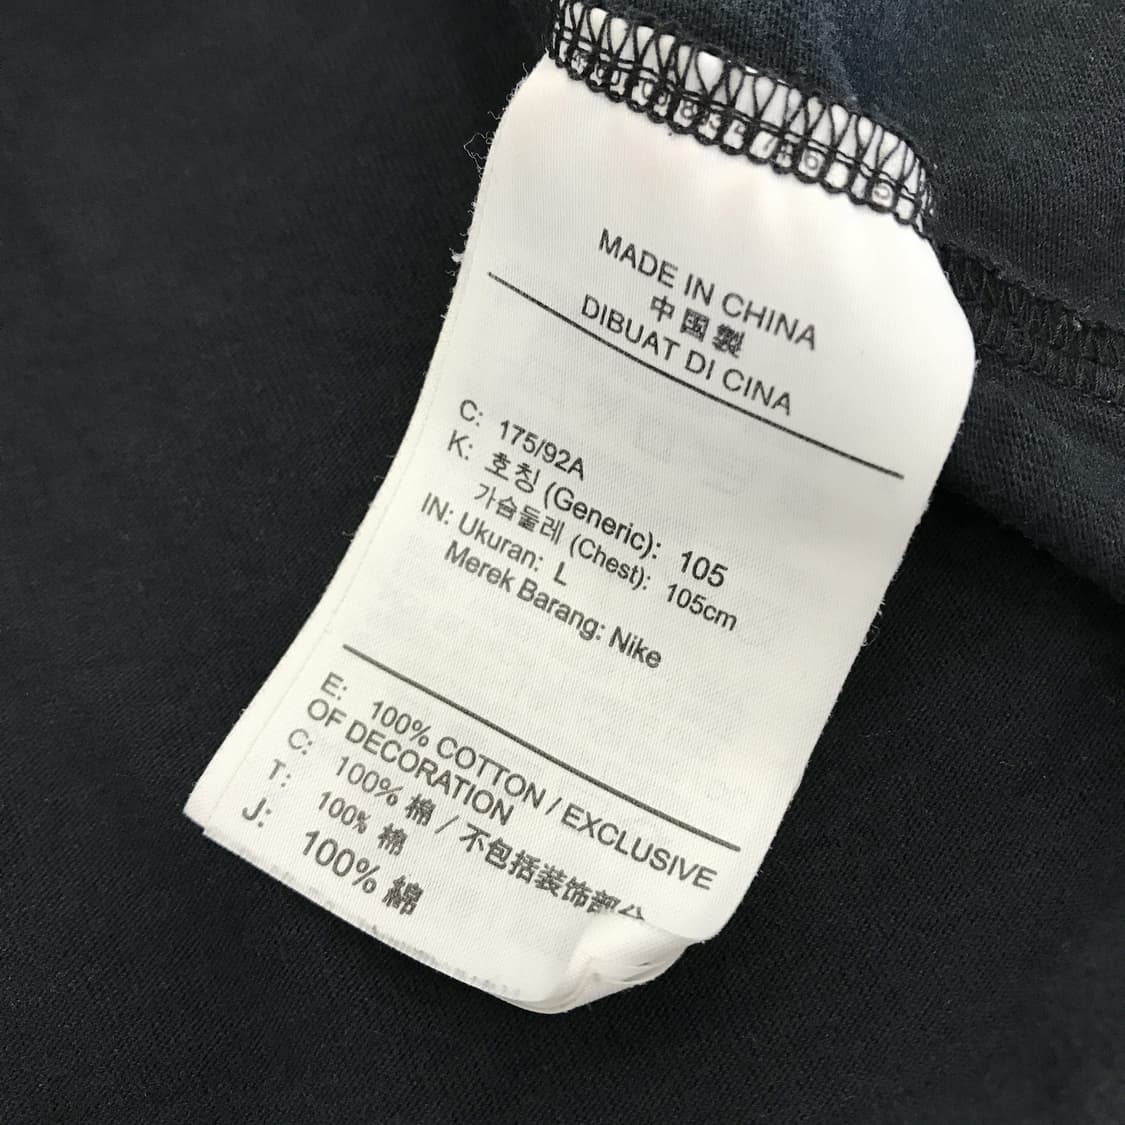 MADE IN CHINA
中国製
DIBUAT DI CINA
C: 175/92A
K: 호칭 (Generic): 105
가슴둘레 (Chest): 105cm
IN: Ukuran: L
Merek Barang: Nike
E: 100% COTTON / EXCLUSIVE
OF DECORATION
C: 100% 棉 / 不包括装饰部分
T: 100% 棉
J: 100% 綿